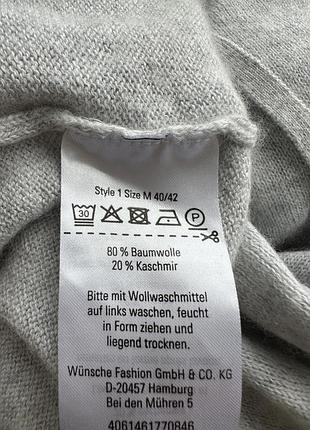 Style 1 Size M 40/42
30 P
80 % Baumwolle
20 % Kaschmir
Bitte mit Wollwaschmittel
auf links waschen, feucht
in Form ziehen und
liegend trocknen.
Wünsche Fashion GmbH & CO. KG
D-20457 Hamburg
Bei den Mühren 5
4061461770846